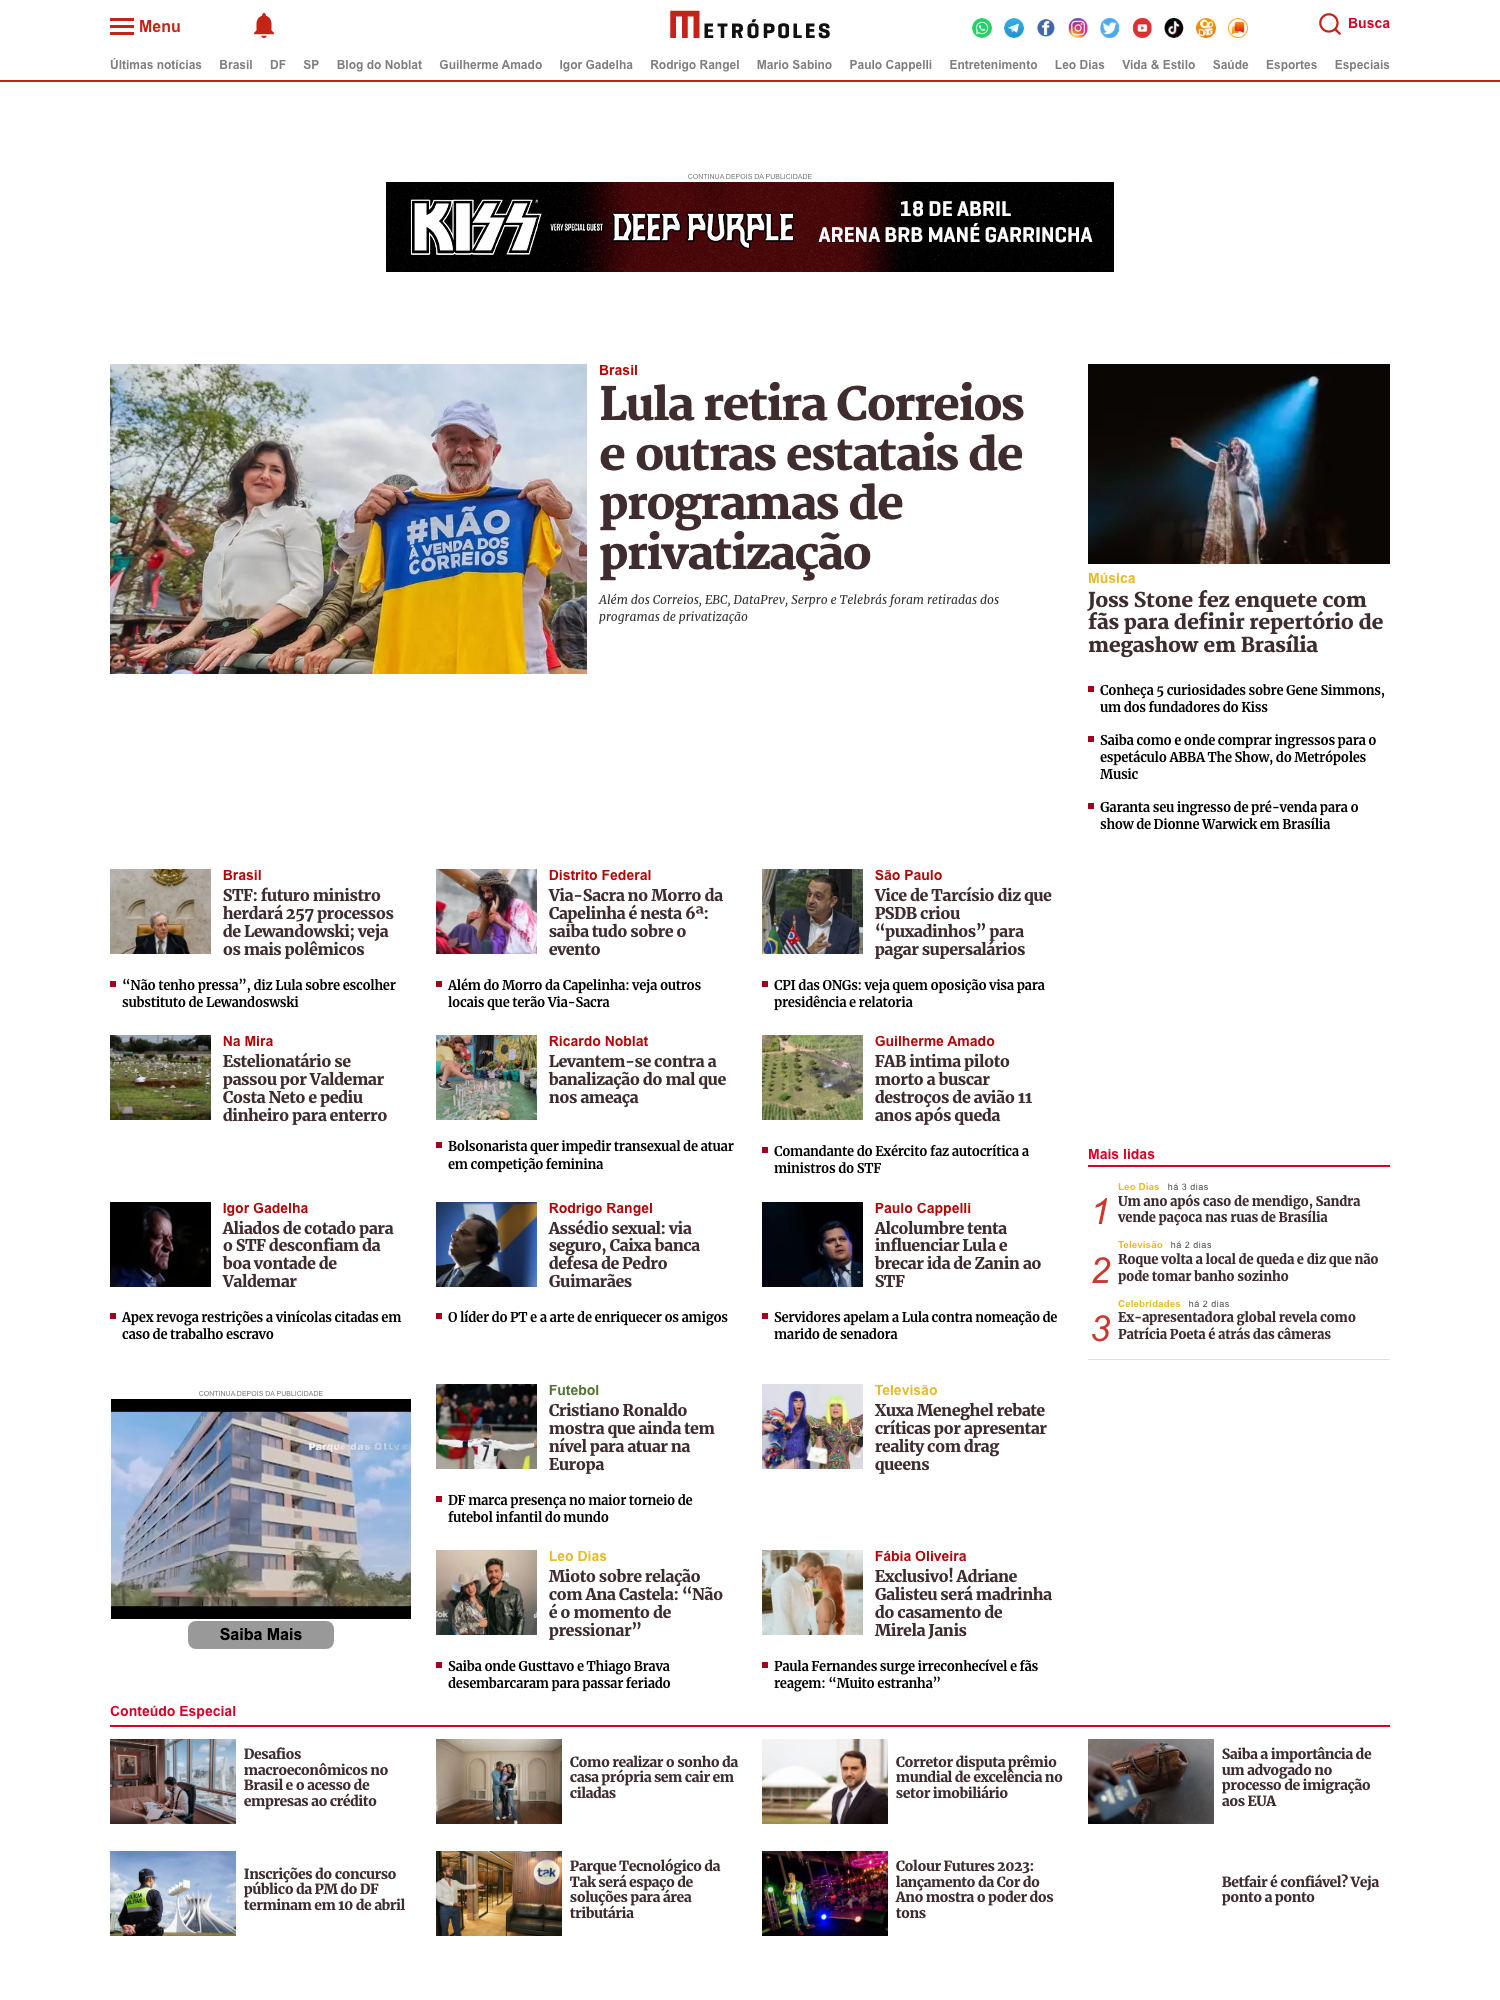 Menu
METRÓPOLES
Busca
Últimas notícias Brasil DF SP Blog do Noblat Guilherme Amado Igor Gadelha Rodrigo Rangel Mario Sabino Paulo Cappelli Entretenimento Leo Dias Vida & Estilo Saúde Esportes Especiais
CONTINUA DEPOIS DA PUBLICIDADE
KISS VERY SPECIAL GUEST DEEP PURPLE
18 DE ABRIL
ARENA BRB MANÉ GARRINCHA
#NÃO
À VENDA DOS
CORREIOS
Brasil
Lula retira Correios
e outras estatais de
programas de
privatização
Além dos Correios, EBC, DataPrev, Serpro e Telebrás foram retiradas dos
programas de privatização
Música
Joss Stone fez enquete com
fãs para definir repertório de
megashow em Brasília
Conheça 5 curiosidades sobre Gene Simmons,
um dos fundadores do Kiss
Saiba como e onde comprar ingressos para o
espetáculo ABBA The Show, do Metrópoles
Music
Garanta seu ingresso de pré-venda para o
show de Dionne Warwick em Brasília
Brasil
STF: futuro ministro
herdará 257 processos
de Lewandowski; veja
os mais polêmicos
“Não tenho pressa”, diz Lula sobre escolher
substituto de Lewandoswski
Distrito Federal
Via-Sacra no Morro da
Capelinha é nesta 6ª:
saiba tudo sobre o
evento
Além do Morro da Capelinha: veja outros
locais que terão Via-Sacra
São Paulo
Vice de Tarcísio diz que
PSDB criou
“puxadinhos” para
pagar supersalários
CPI das ONGs: veja quem oposição visa para
presidência e relatoria
Na Mira
Estelionatário se
passou por Valdemar
Costa Neto e pediu
dinheiro para enterro
Ricardo Noblat
Levantem-se contra a
banalização do mal que
nos ameaça
Bolsonarista quer impedir transexual de atuar
em competição feminina
Guilherme Amado
FAB intima piloto
morto a buscar
destroços de avião 11
anos após queda
Comandante do Exército faz autocrítica a
ministros do STF
Mais lidas
Leo Dias há 3 dias
1 Um ano após caso de mendigo, Sandra
vende paçoca nas ruas de Brasília
Televisão há 2 dias
2 Roque volta a local de queda e diz que não
pode tomar banho sozinho
Celebridades há 2 dias
3 Ex-apresentadora global revela como
Patrícia Poeta é atrás das câmeras
Igor Gadelha
Aliados de cotado para
o STF desconfiam da
boa vontade de
Valdemar
Apex revoga restrições a vinícolas citadas em
caso de trabalho escravo
Rodrigo Rangel
Assédio sexual: via
seguro, Caixa banca
defesa de Pedro
Guimarães
O líder do PT e a arte de enriquecer os amigos
Paulo Cappelli
Alcolumbre tenta
influenciar Lula e
brecar ida de Zanin ao
STF
Servidores apelam a Lula contra nomeação de
marido de senadora
CONTINUA DEPOIS DA PUBLICIDADE
Saiba Mais
7
Futebol
Cristiano Ronaldo
mostra que ainda tem
nível para atuar na
Europa
DF marca presença no maior torneio de
futebol infantil do mundo
Televisão
Xuxa Meneghel rebate
críticas por apresentar
reality com drag
queens
Leo Dias
Mioto sobre relação
com Ana Castela: “Não
é o momento de
pressionar”
Saiba onde Gusttavo e Thiago Brava
desembarcaram para passar feriado
Fábia Oliveira
Exclusivo! Adriane
Galisteu será madrinha
do casamento de
Mirela Janis
Paula Fernandes surge irreconhecível e fãs
reagem: “Muito estranha”
Conteúdo Especial
Desafios
macroeconômicos no
Brasil e o acesso de
empresas ao crédito
Como realizar o sonho da
casa própria sem cair em
ciladas
Corretor disputa prêmio
mundial de excelência no
setor imobiliário
Saiba a importância de
um advogado no
processo de imigração
aos EUA
Inscrições do concurso
público da PM do DF
terminam em 10 de abril
tak
Parque Tecnológico da
Tak será espaço de
soluções para área
tributária
Colour Futures 2023:
lançamento da Cor do
Ano mostra o poder dos
tons
Betfair é confiável? Veja
ponto a ponto